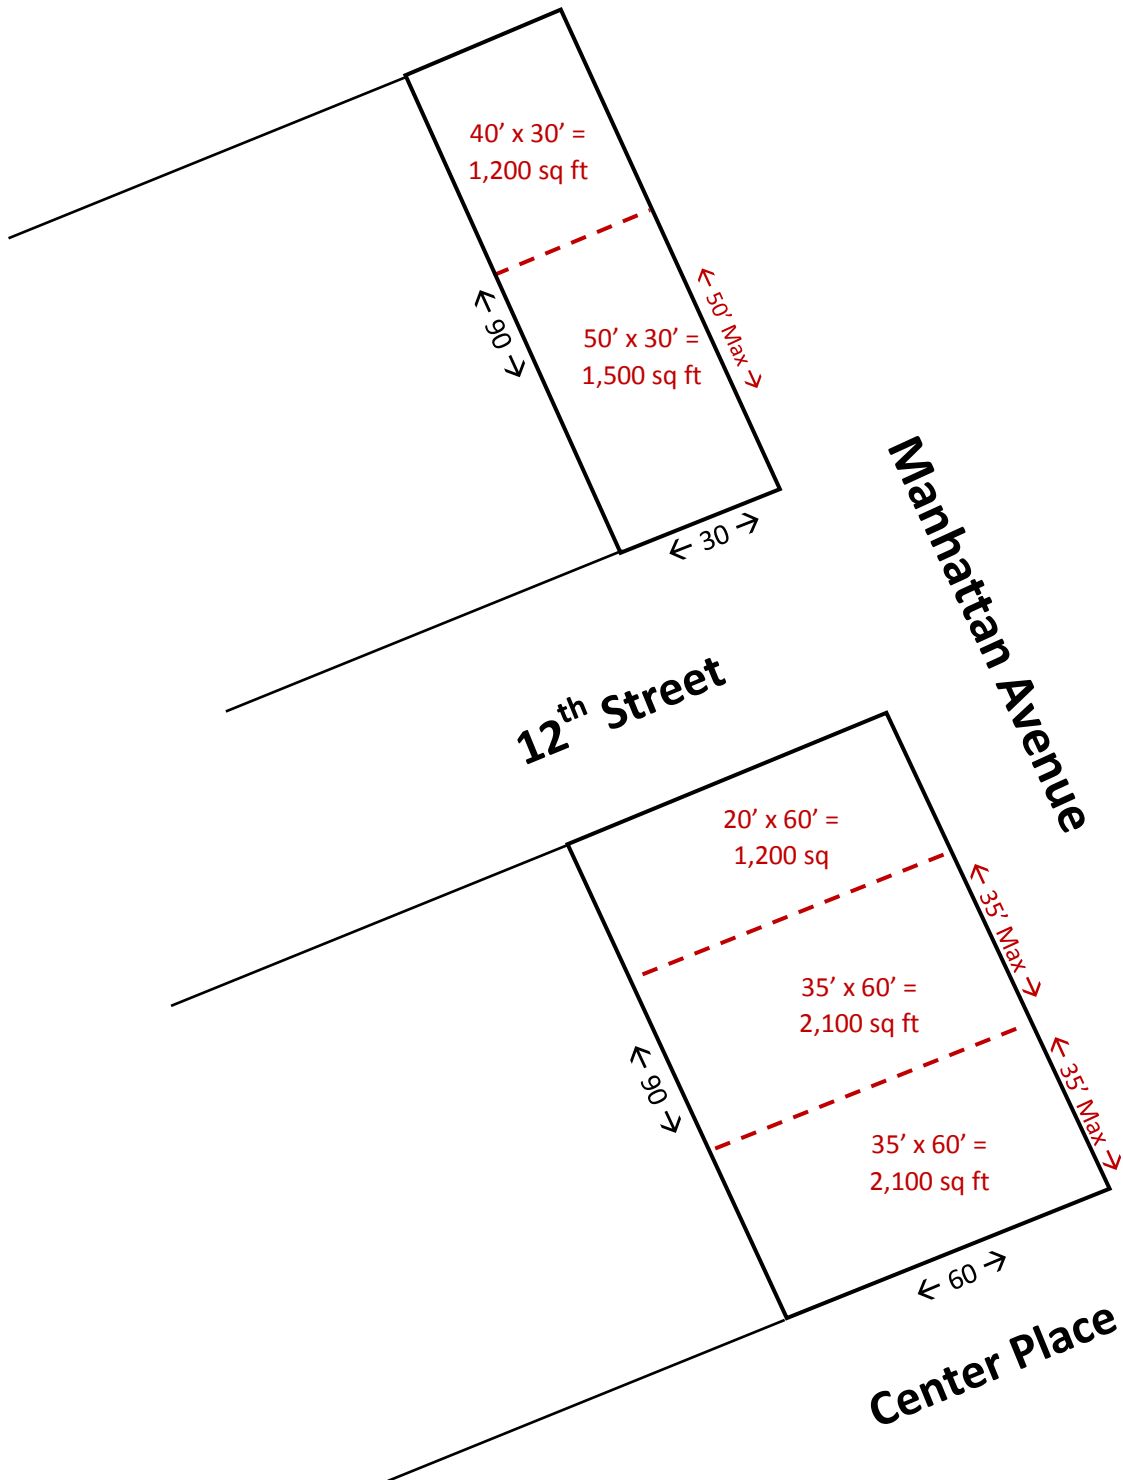 40’ x 30’ =
1,200 sq ft
← 90 →
50’ x 30’ =
1,500 sq ft
← 50’ Max →
← 30 →
Manhattan Avenue
12th Street
20’ x 60’ =
1,200 sq
← 35’ Max →
35’ x 60’ =
2,100 sq ft
← 90 →
← 35’ Max →
35’ x 60’ =
2,100 sq ft
← 60 →
Center Place